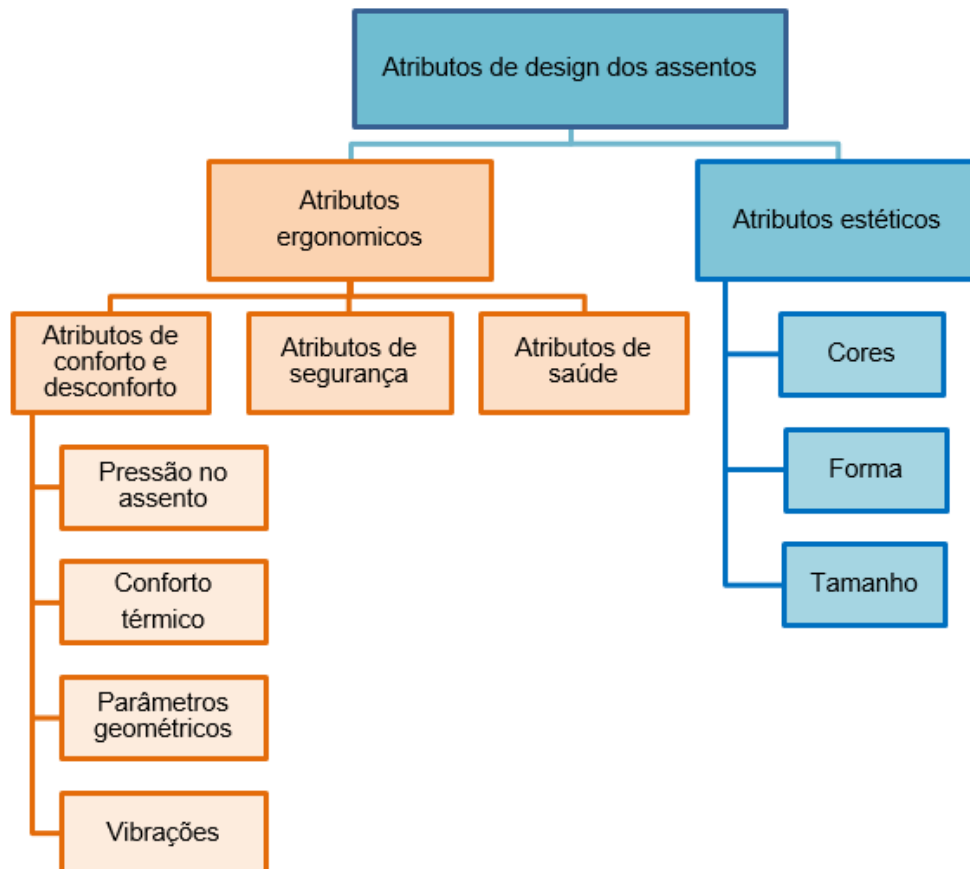 Atributos de design dos assentos
Atributos
ergonomicos
Atributos estéticos
Atributos de
conforto e
desconforto
Atributos de
segurança
Atributos de
saúde
Pressão no
assento
Conforto
térmico
Parâmetros
geométricos
Vibrações
Cores
Forma
Tamanho